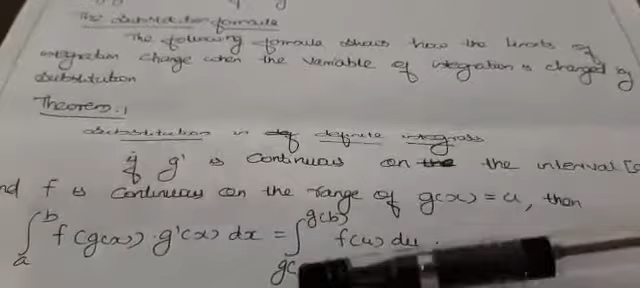 The Substitution formula
The following formula shows how the limits of
integration change when the variable of integration is changed by
substitution
Theorem: 1
Substitution in definite integrals
if g' is continuous on the interval [a
nd f is continuous on the range of g(x) = u, then
∫_a^b f(g(x)) · g'(x) dx = ∫_{g(}^{g(b)} f(u) du.